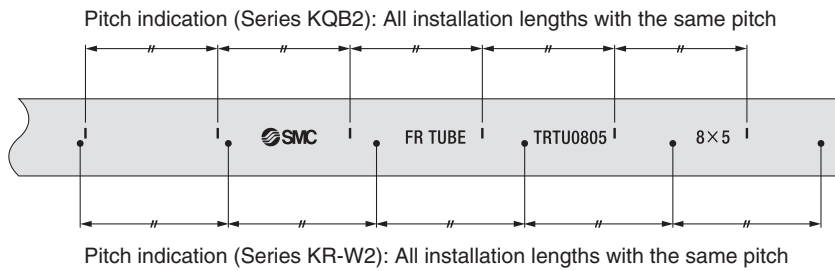 Pitch indication (Series KQB2): All installation lengths with the same pitch
SMC FR TUBE TRTU0805 8×5
Pitch indication (Series KR-W2): All installation lengths with the same pitch